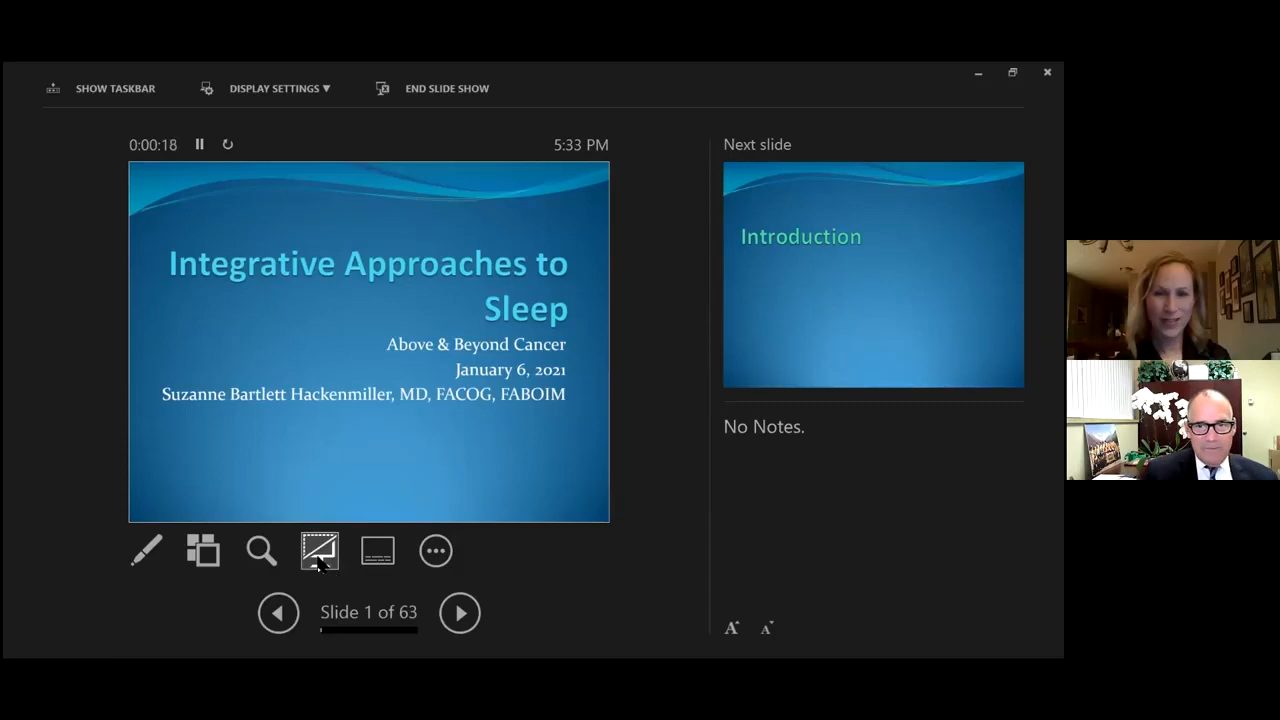 SHOW TASKBAR
DISPLAY SETTINGS ▼
END SLIDE SHOW
0:00:18
5:33 PM
Integrative Approaches to
Sleep
Above & Beyond Cancer
January 6, 2021
Suzanne Bartlett Hackenmiller, MD, FACOG, FABOIM
Slide 1 of 63
Next slide
Introduction
No Notes.
A A